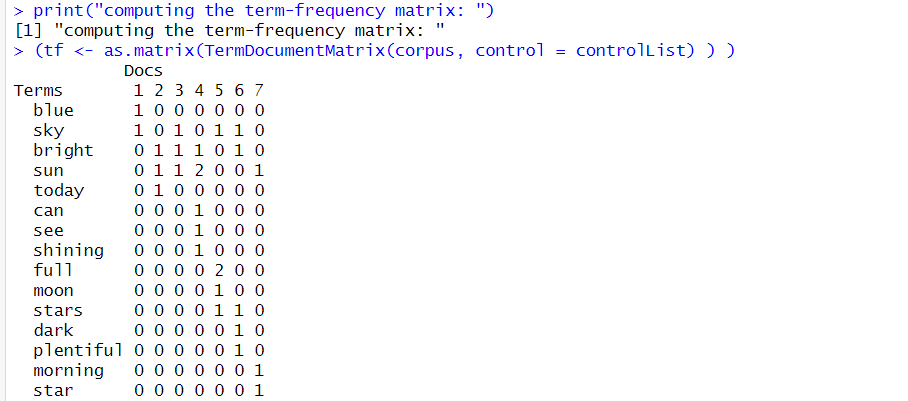 > print("computing the term-frequency matrix: ")
[1] "computing the term-frequency matrix: "
> (tf <- as.matrix(TermDocumentMatrix(corpus, control = controlList) ) )
Docs
Terms 1 2 3 4 5 6 7
blue 1 0 0 0 0 0 0
sky 1 0 1 0 1 1 0
bright 0 1 1 1 0 1 0
sun 0 1 1 2 0 0 1
today 0 1 0 0 0 0 0
can 0 0 0 1 0 0 0
see 0 0 0 1 0 0 0
shining 0 0 0 1 0 0 0
full 0 0 0 0 2 0 0
moon 0 0 0 0 1 0 0
stars 0 0 0 0 1 1 0
dark 0 0 0 0 0 1 0
plentiful 0 0 0 0 0 1 0
morning 0 0 0 0 0 0 1
star 0 0 0 0 0 0 1